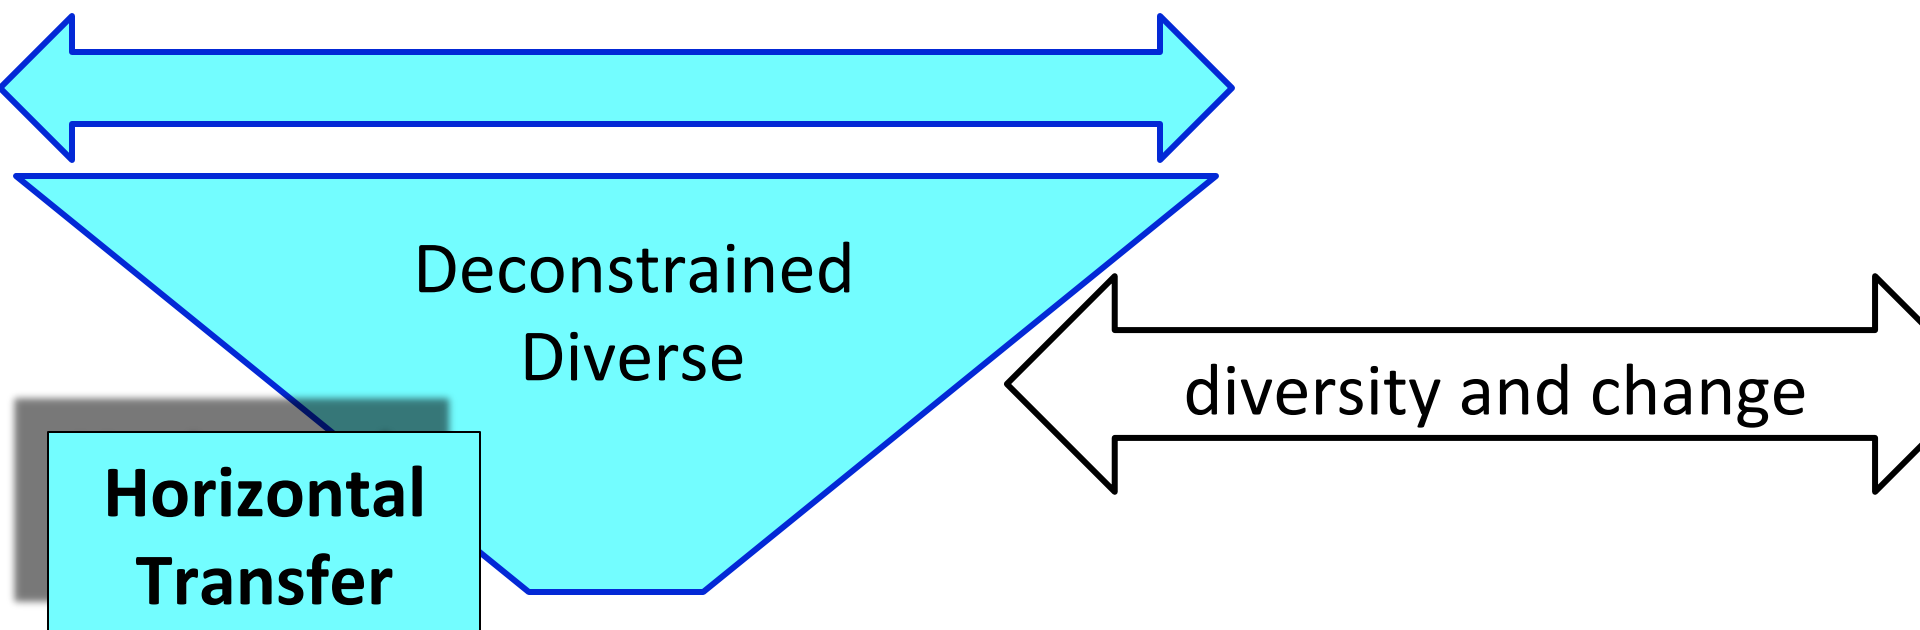 Deconstrained
Diverse
diversity and change
Horizontal
Transfer